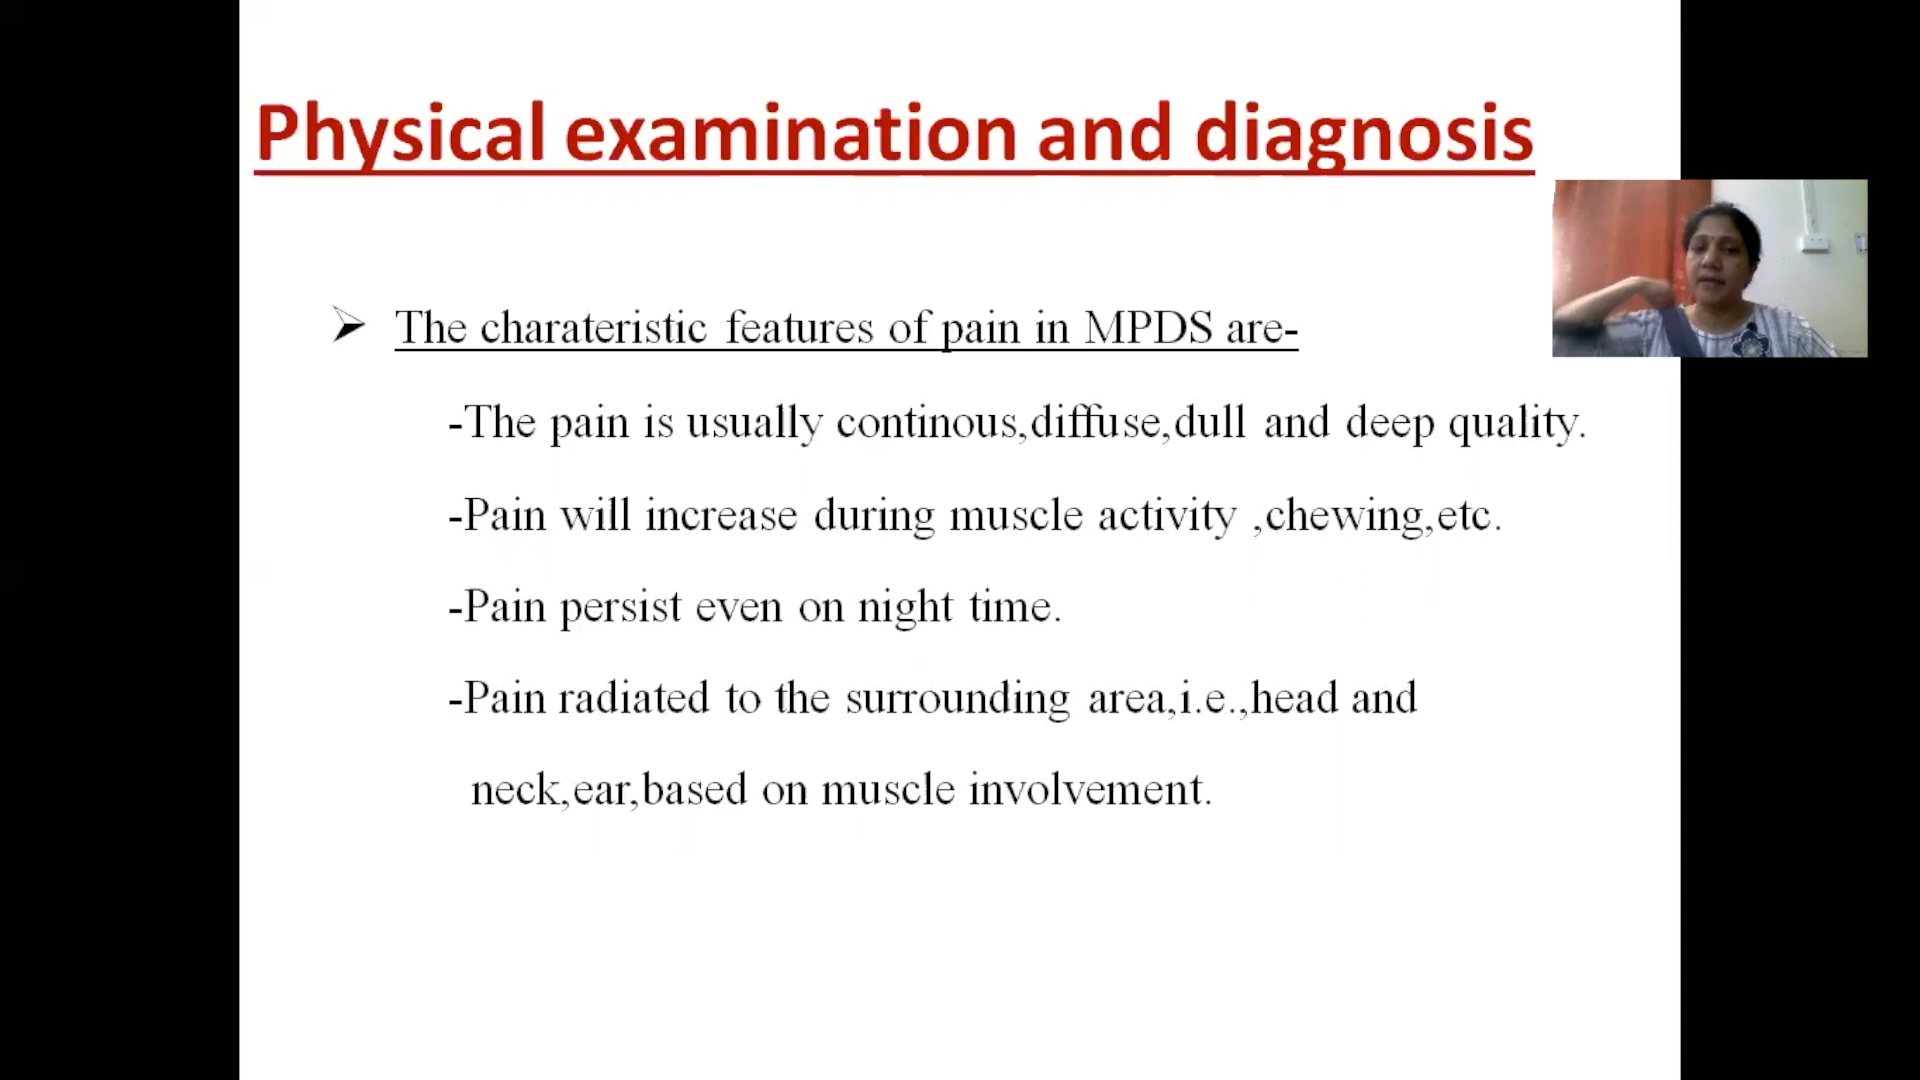 Physical examination and diagnosis
➢ The charateristic features of pain in MPDS are-
-The pain is usually continous,diffuse,dull and deep quality.
-Pain will increase during muscle activity ,chewing,etc.
-Pain persist even on night time.
-Pain radiated to the surrounding area,i.e.,head and
neck,ear,based on muscle involvement.